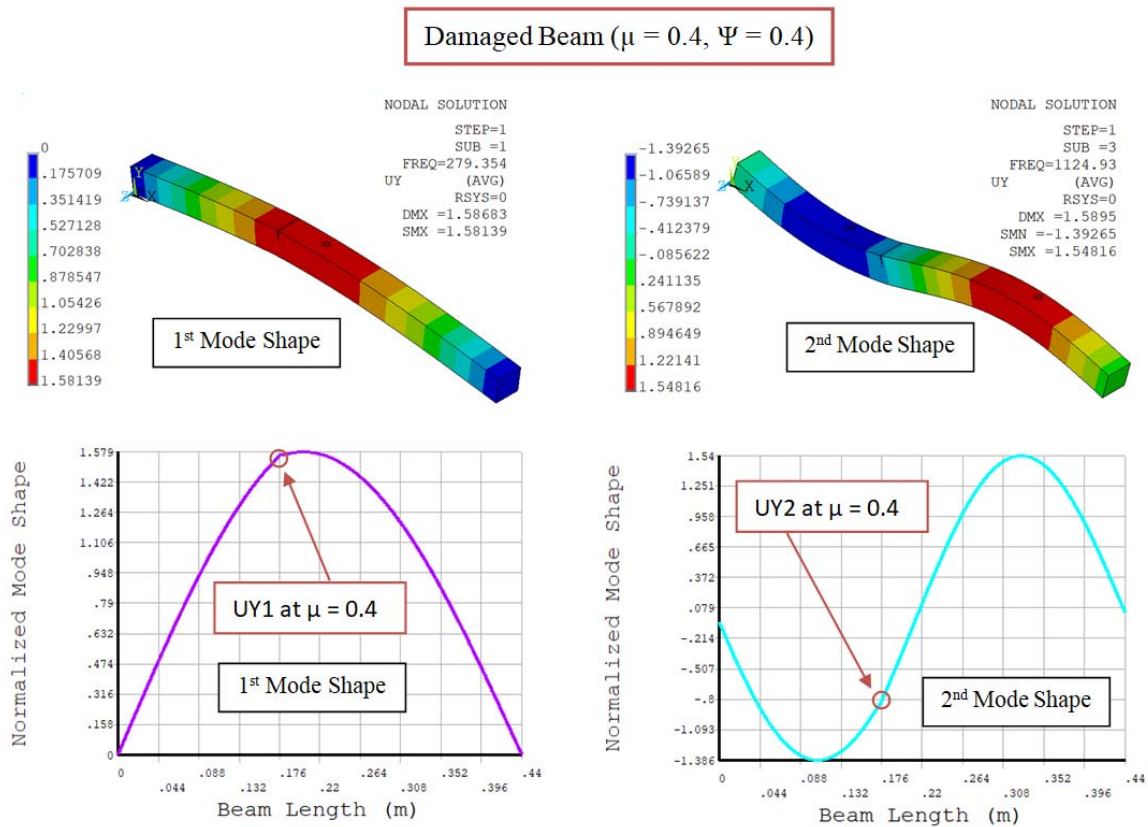 Damaged Beam (μ = 0.4, Ψ = 0.4)
NODAL SOLUTION
STEP=1
SUB =1
FREQ=279.354
UY (AVG)
RSYS=0
DMX =1.58683
SMX =1.58139
0
.175709
.351419
.527128
.702838
.878547
1.05426
1.22997
1.40568
1.58139
Y
Z
X
MX
1st Mode Shape
NODAL SOLUTION
STEP=1
SUB =3
FREQ=1124.93
UY (AVG)
RSYS=0
DMX =1.5895
SMN =-1.39265
SMX =1.54816
-1.39265
-1.06589
-.739137
-.412379
-.085622
.241135
.567892
.894649
1.22141
1.54816
Y
Z
X
MN
MX
2nd Mode Shape
Normalized Mode Shape
1.579
1.422
1.264
1.106
.948
.79
.632
.474
.316
.158
0
UY1 at μ = 0.4
1st Mode Shape
0 .088 .176 .264 .352 .44
.044 .132 .22 .308 .396
Beam Length (m)
Normalized Mode Shape
1.54
1.251
.958
.665
.372
.079
-.214
-.507
-.8
-1.093
-1.386
UY2 at μ = 0.4
2nd Mode Shape
0 .088 .176 .264 .352 .44
.044 .132 .22 .308 .396
Beam Length (m)